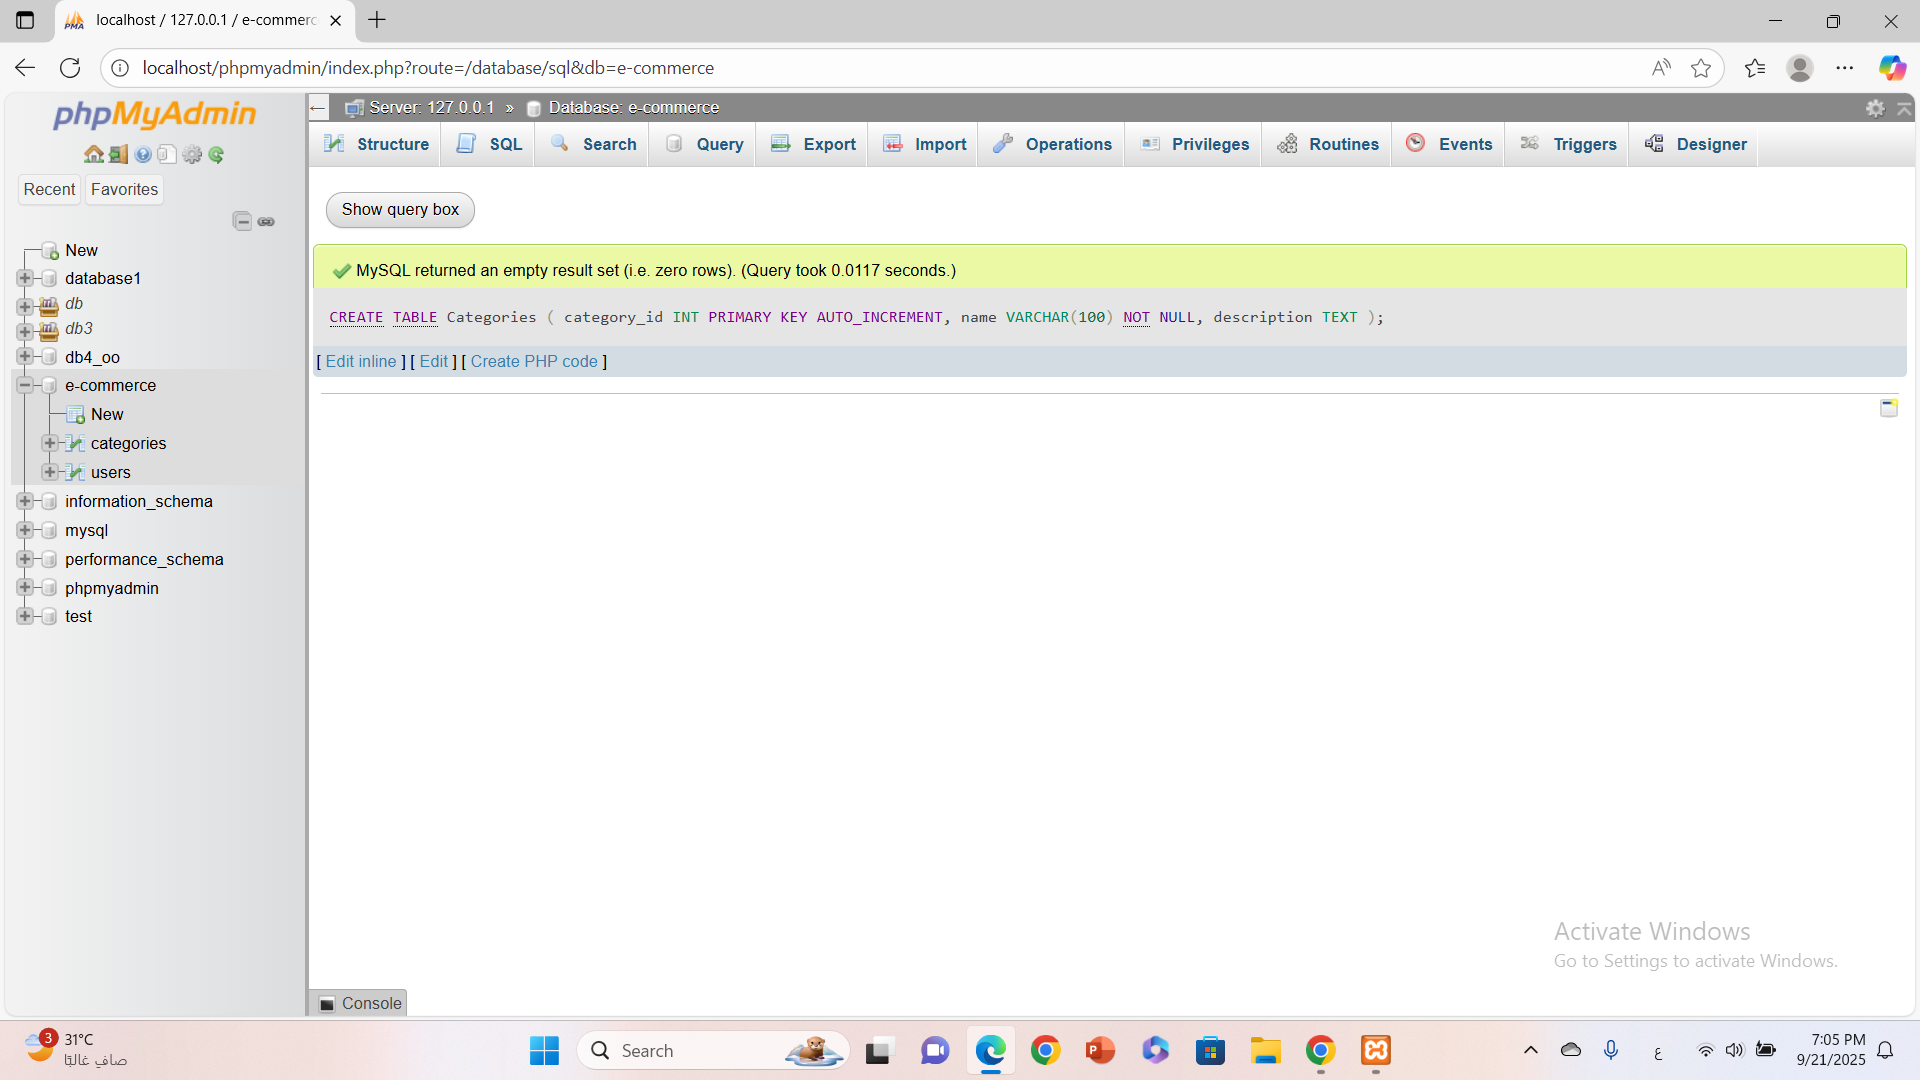 localhost / 127.0.0.1 / e-commerc
localhost/phpmyadmin/index.php?route=/database/sql&db=e-commerce
phpMyAdmin
Recent
Favorites
New
database1
db
db3
db4_oo
e-commerce
New
categories
users
information_schema
mysql
performance_schema
phpmyadmin
test
Server: 127.0.0.1 » Database: e-commerce
Structure
SQL
Search
Query
Export
Import
Operations
Privileges
Routines
Events
Triggers
Designer
Show query box
MySQL returned an empty result set (i.e. zero rows). (Query took 0.0117 seconds.)
CREATE TABLE Categories ( category_id INT PRIMARY KEY AUTO_INCREMENT, name VARCHAR(100) NOT NULL, description TEXT );
[ Edit inline ] [ Edit ] [ Create PHP code ]
Activate Windows
Go to Settings to activate Windows.
Console
3
31°C
صافٍ غالبًا
Search
ع
7:05 PM
9/21/2025